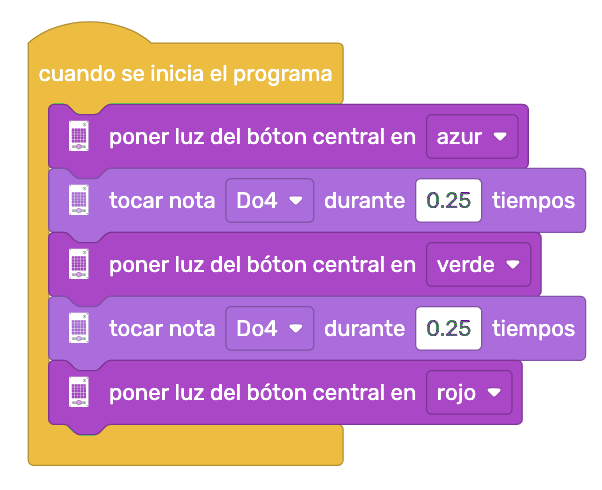 cuando se inicia el programa
poner luz del bóton central en azur
tocar nota Do4 durante 0.25 tiempos
poner luz del bóton central en verde
tocar nota Do4 durante 0.25 tiempos
poner luz del bóton central en rojo